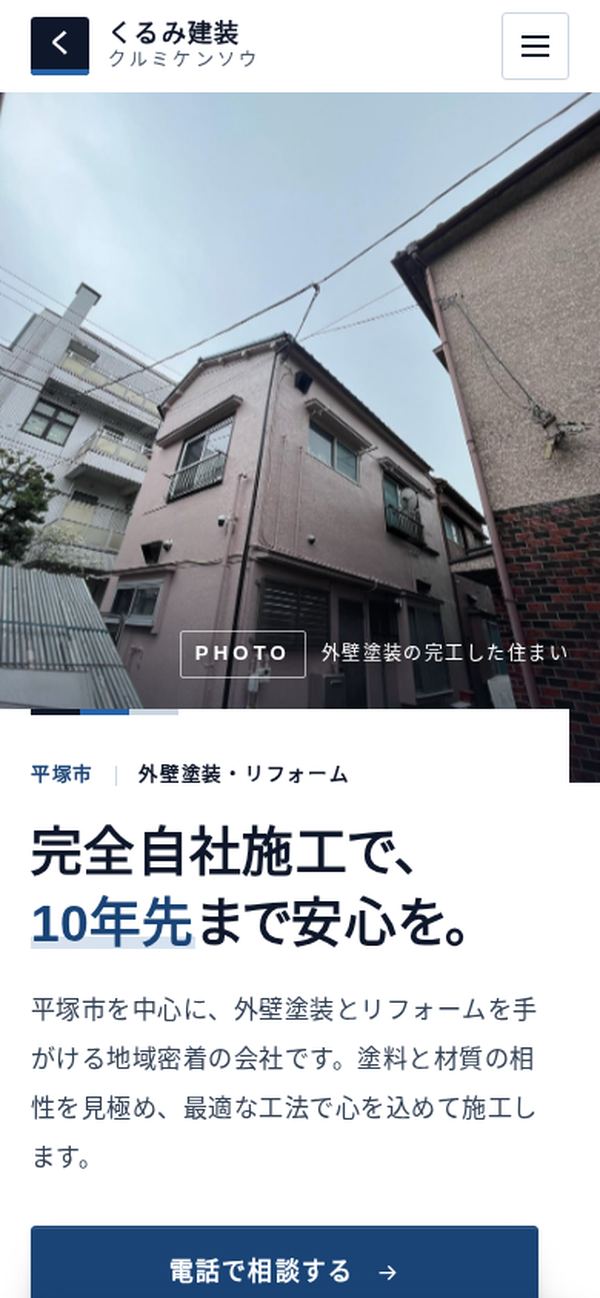 くるみ建装
クルミケンソウ
PHOTO 外壁塗装の完工した住まい
平塚市 | 外壁塗装・リフォーム
完全自社施工で、
10年先まで安心を。
平塚市を中心に、外壁塗装とリフォームを手
がける地域密着の会社です。塗料と材質の相
性を見極め、最適な工法で心を込めて施工し
ます。
電話で相談する →